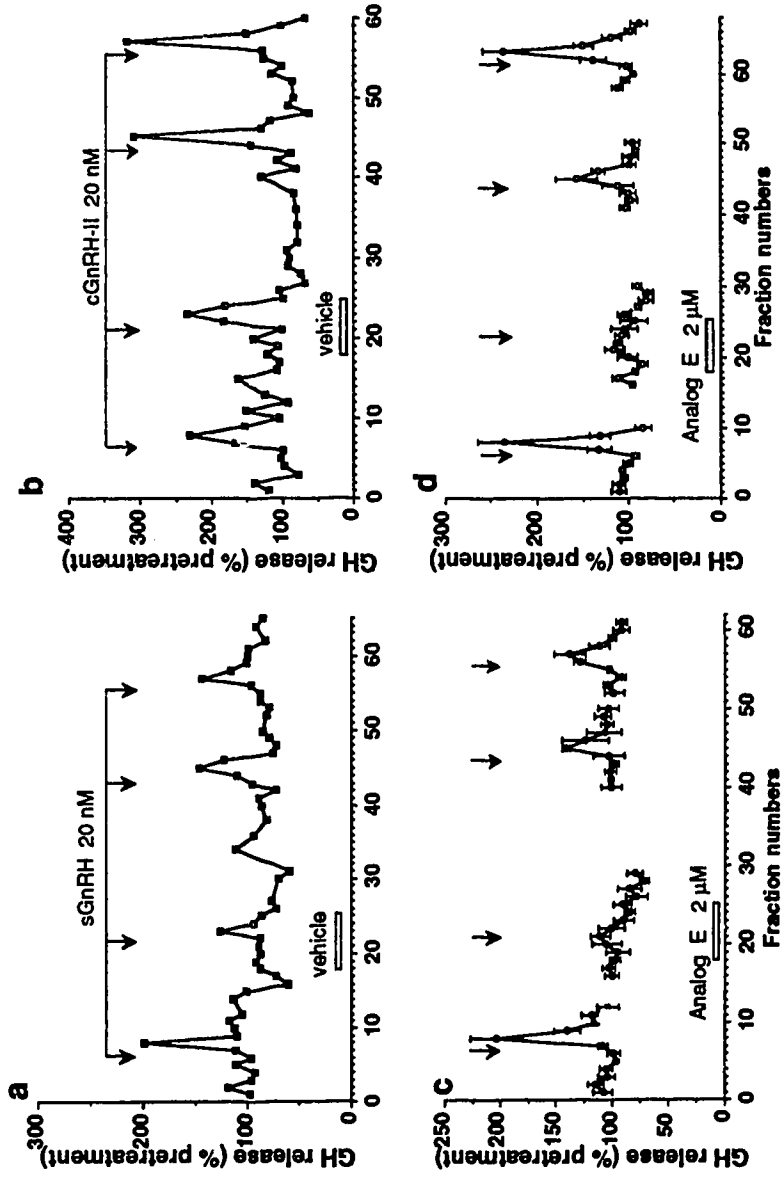 a
GH release (% pretreatment)
300
200
100
0
sGnRH 20 nM
vehicle
0 10 20 30 40 50 60
b
GH release (% pretreatment)
400
300
200
100
0
cGnRH-II 20 nM
vehicle
0 10 20 30 40 50 60
c
GH release (% pretreatment)
250
200
150
100
50
0
Analog E 2 µM
0 10 20 30 40 50 60
Fraction numbers
d
GH release (% pretreatment)
300
200
100
0
Analog E 2 µM
0 10 20 30 40 50 60
Fraction numbers